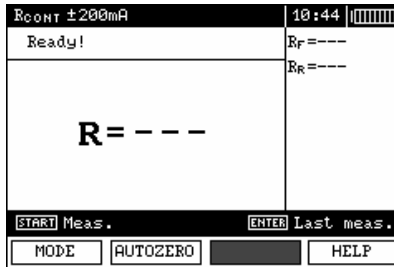 RCONT ±200mA 10:44
Ready!
RF=---
RR=---
R=---
START Meas. ENTER Last meas.
MODE AUTOZERO HELP